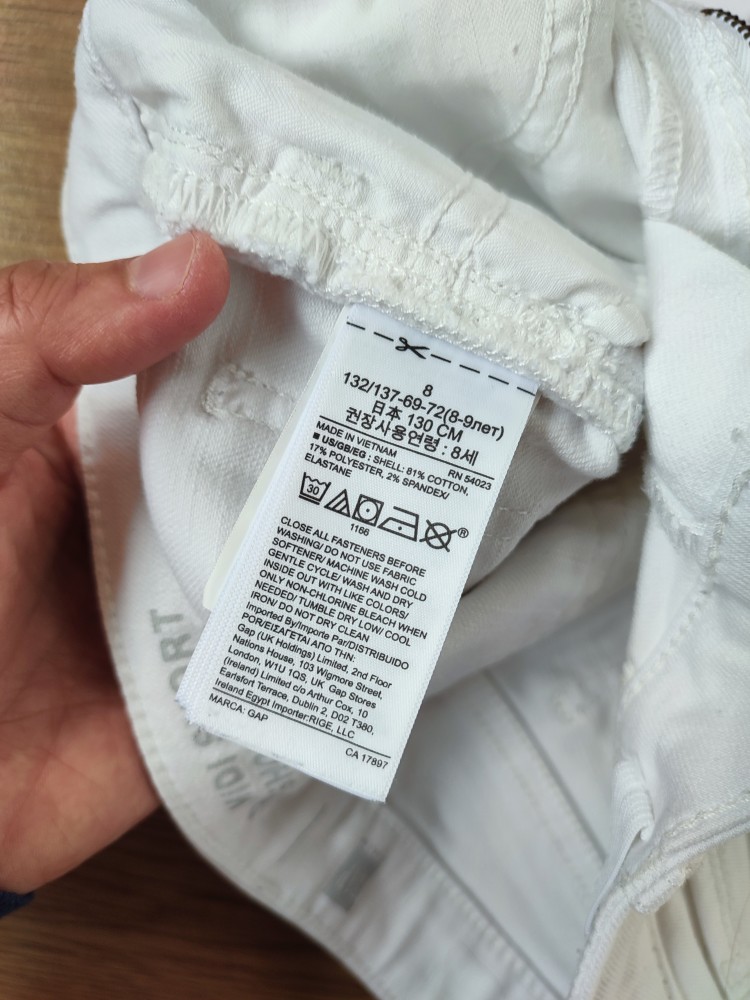 8
132/137-69-72(8-9лет)
日本 130 CM
권장사용연령 : 8세
MADE IN VIETNAM RN 54023
■ US/GB/EG : SHELL: 81% COTTON,
17% POLYESTER, 2% SPANDEX/
ELASTANE
30 ®
1166
CLOSE ALL FASTENERS BEFORE
WASHING/ DO NOT USE FABRIC
SOFTENER/ MACHINE WASH COLD
GENTLE CYCLE/ WASH AND DRY
INSIDE OUT WITH LIKE COLORS/
ONLY NON-CHLORINE BLEACH WHEN
NEEDED/ TUMBLE DRY LOW/ COOL
IRON/ DO NOT DRY CLEAN
Imported By/Importe Par/DISTRIBUIDO
POR/ΕΙΣΑΓΕΤΑΙ ΑΠΟ ΤΗΝ:
Gap (UK Holdings) Limited, 2nd Floor
Nations House, 103 Wigmore Street
London, W1U 1QS, UK Gap Stores
(Ireland) Limited c/o Arthur Cox, 10
Earlsfort Terrace, Dublin 2, D02 T380,
Ireland Egypt Importer:RIGE, LLC
MARCA: GAP
CA 17897